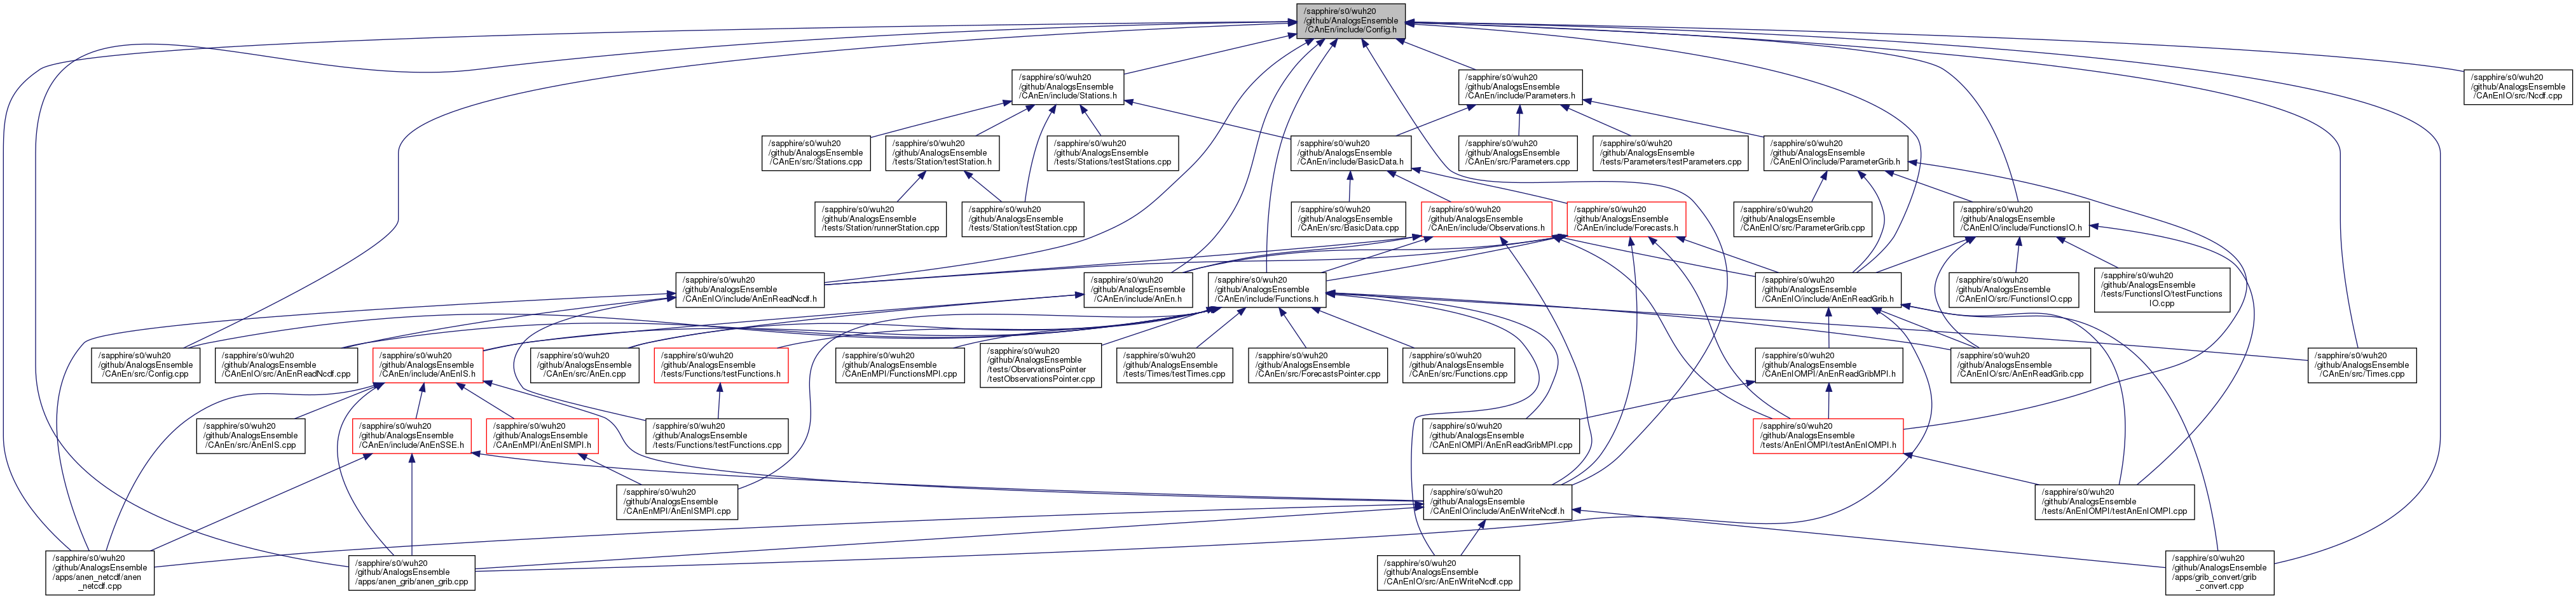 /sapphire/s0/wuh20
/github/AnalogsEnsemble
/CAnEn/include/Config.h
/sapphire/s0/wuh20
/github/AnalogsEnsemble
/CAnEn/include/Stations.h
/sapphire/s0/wuh20
/github/AnalogsEnsemble
/CAnEn/include/Parameters.h
/sapphire/s0/wuh20
/github/AnalogsEnsemble
/CAnEnIO/src/Ncdf.cpp
/sapphire/s0/wuh20
/github/AnalogsEnsemble
/CAnEn/src/Stations.cpp
/sapphire/s0/wuh20
/github/AnalogsEnsemble
/tests/Station/testStation.h
/sapphire/s0/wuh20
/github/AnalogsEnsemble
/tests/Stations/testStations.cpp
/sapphire/s0/wuh20
/github/AnalogsEnsemble
/CAnEn/include/BasicData.h
/sapphire/s0/wuh20
/github/AnalogsEnsemble
/CAnEn/src/Parameters.cpp
/sapphire/s0/wuh20
/github/AnalogsEnsemble
/tests/Parameters/testParameters.cpp
/sapphire/s0/wuh20
/github/AnalogsEnsemble
/CAnEnIO/include/ParameterGrib.h
/sapphire/s0/wuh20
/github/AnalogsEnsemble
/tests/Station/runnerStation.cpp
/sapphire/s0/wuh20
/github/AnalogsEnsemble
/tests/Station/testStation.cpp
/sapphire/s0/wuh20
/github/AnalogsEnsemble
/CAnEn/src/BasicData.cpp
/sapphire/s0/wuh20
/github/AnalogsEnsemble
/CAnEn/include/Observations.h
/sapphire/s0/wuh20
/github/AnalogsEnsemble
/CAnEn/include/Forecasts.h
/sapphire/s0/wuh20
/github/AnalogsEnsemble
/CAnEnIO/src/ParameterGrib.cpp
/sapphire/s0/wuh20
/github/AnalogsEnsemble
/CAnEnIO/include/FunctionsIO.h
/sapphire/s0/wuh20
/github/AnalogsEnsemble
/CAnEnIO/include/AnEnReadNcdf.h
/sapphire/s0/wuh20
/github/AnalogsEnsemble
/CAnEn/include/AnEn.h
/sapphire/s0/wuh20
/github/AnalogsEnsemble
/CAnEn/include/Functions.h
/sapphire/s0/wuh20
/github/AnalogsEnsemble
/CAnEnIO/include/AnEnReadGrib.h
/sapphire/s0/wuh20
/github/AnalogsEnsemble
/CAnEnIO/src/FunctionsIO.cpp
/sapphire/s0/wuh20
/github/AnalogsEnsemble
/tests/FunctionsIO/testFunctions
IO.cpp
/sapphire/s0/wuh20
/github/AnalogsEnsemble
/CAnEn/src/Config.cpp
/sapphire/s0/wuh20
/github/AnalogsEnsemble
/CAnEnIO/src/AnEnReadNcdf.cpp
/sapphire/s0/wuh20
/github/AnalogsEnsemble
/CAnEn/include/AnEnIS.h
/sapphire/s0/wuh20
/github/AnalogsEnsemble
/CAnEn/src/AnEn.cpp
/sapphire/s0/wuh20
/github/AnalogsEnsemble
/tests/Functions/testFunctions.h
/sapphire/s0/wuh20
/github/AnalogsEnsemble
/CAnEnMPI/FunctionsMPI.cpp
/sapphire/s0/wuh20
/github/AnalogsEnsemble
/tests/ObservationsPointer
/testObservationsPointer.cpp
/sapphire/s0/wuh20
/github/AnalogsEnsemble
/tests/Times/testTimes.cpp
/sapphire/s0/wuh20
/github/AnalogsEnsemble
/CAnEn/src/ForecastsPointer.cpp
/sapphire/s0/wuh20
/github/AnalogsEnsemble
/CAnEn/src/Functions.cpp
/sapphire/s0/wuh20
/github/AnalogsEnsemble
/CAnEnIOMPI/AnEnReadGribMPI.h
/sapphire/s0/wuh20
/github/AnalogsEnsemble
/CAnEnIO/src/AnEnReadGrib.cpp
/sapphire/s0/wuh20
/github/AnalogsEnsemble
/CAnEn/src/Times.cpp
/sapphire/s0/wuh20
/github/AnalogsEnsemble
/CAnEn/src/AnEnIS.cpp
/sapphire/s0/wuh20
/github/AnalogsEnsemble
/CAnEn/include/AnEnSSE.h
/sapphire/s0/wuh20
/github/AnalogsEnsemble
/CAnEnMPI/AnEnISMPI.h
/sapphire/s0/wuh20
/github/AnalogsEnsemble
/tests/Functions/testFunctions.cpp
/sapphire/s0/wuh20
/github/AnalogsEnsemble
/CAnEnIOMPI/AnEnReadGribMPI.cpp
/sapphire/s0/wuh20
/github/AnalogsEnsemble
/tests/AnEnIOMPI/testAnEnIOMPI.h
/sapphire/s0/wuh20
/github/AnalogsEnsemble
/CAnEnMPI/AnEnISMPI.cpp
/sapphire/s0/wuh20
/github/AnalogsEnsemble
/CAnEnIO/include/AnEnWriteNcdf.h
/sapphire/s0/wuh20
/github/AnalogsEnsemble
/tests/AnEnIOMPI/testAnEnIOMPI.cpp
/sapphire/s0/wuh20
/github/AnalogsEnsemble
/apps/anen_netcdf/anen
_netcdf.cpp
/sapphire/s0/wuh20
/github/AnalogsEnsemble
/apps/anen_grib/anen_grib.cpp
/sapphire/s0/wuh20
/github/AnalogsEnsemble
/CAnEnIO/src/AnEnWriteNcdf.cpp
/sapphire/s0/wuh20
/github/AnalogsEnsemble
/apps/grib_convert/grib
_convert.cpp